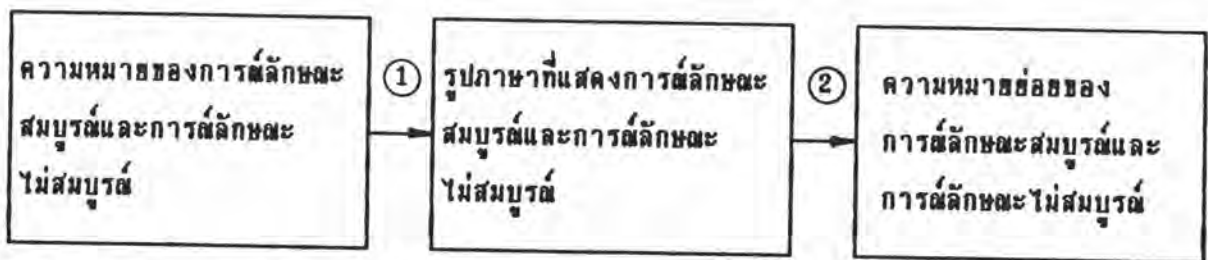 ความหมายของการณ์ลักษณะ
สมบูรณ์และการณ์ลักษณะ
ไม่สมบูรณ์
①
รูปภาษาที่แสดงการณ์ลักษณะ
สมบูรณ์และการณ์ลักษณะ
ไม่สมบูรณ์
②
ความหมายย่อยของ
การณ์ลักษณะสมบูรณ์และ
การณ์ลักษณะไม่สมบูรณ์